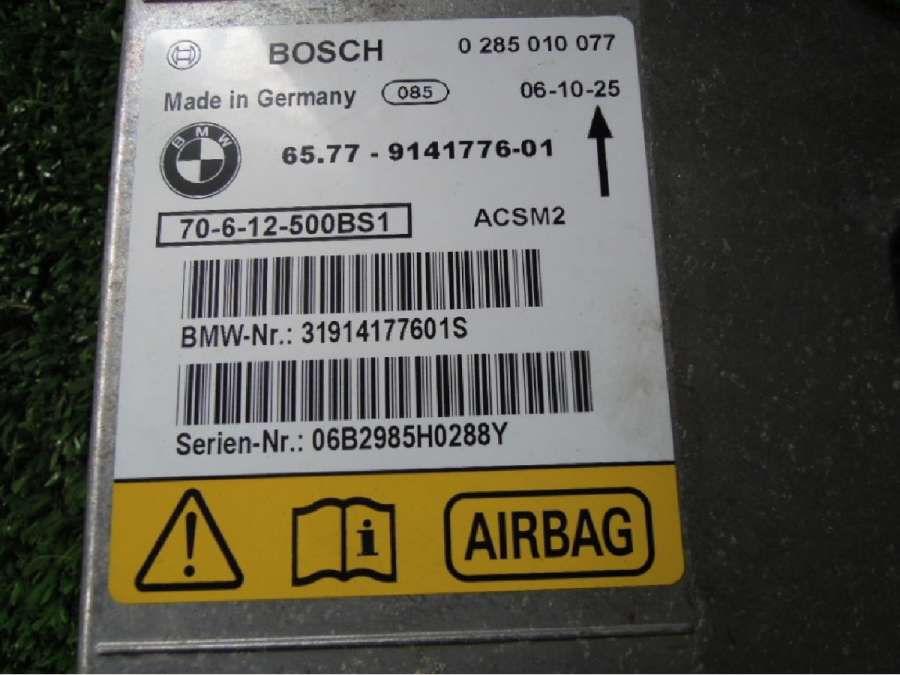 BOSCH 0 285 010 077
Made in Germany 085 06-10-25
BMW
65.77 - 9141776-01
70-6-12-500BS1 ACSM2
BMW-Nr.: 31914177601S
Serien-Nr.: 06B2985H0288Y
! i AIRBAG